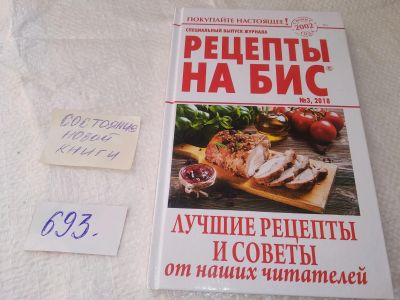 ПОКУПАЙТЕ НАСТОЯЩЕЕ!
2002
СПЕЦИАЛЬНЫЙ ВЫПУСК ЖУРНАЛА
РЕЦЕПТЫ
НА БИС®
№3, 2018
ЛУЧШИЕ РЕЦЕПТЫ
И СОВЕТЫ
от наших читателей
СОСТОЯНИЕ
НОВОЙ
КНИГИ
693.